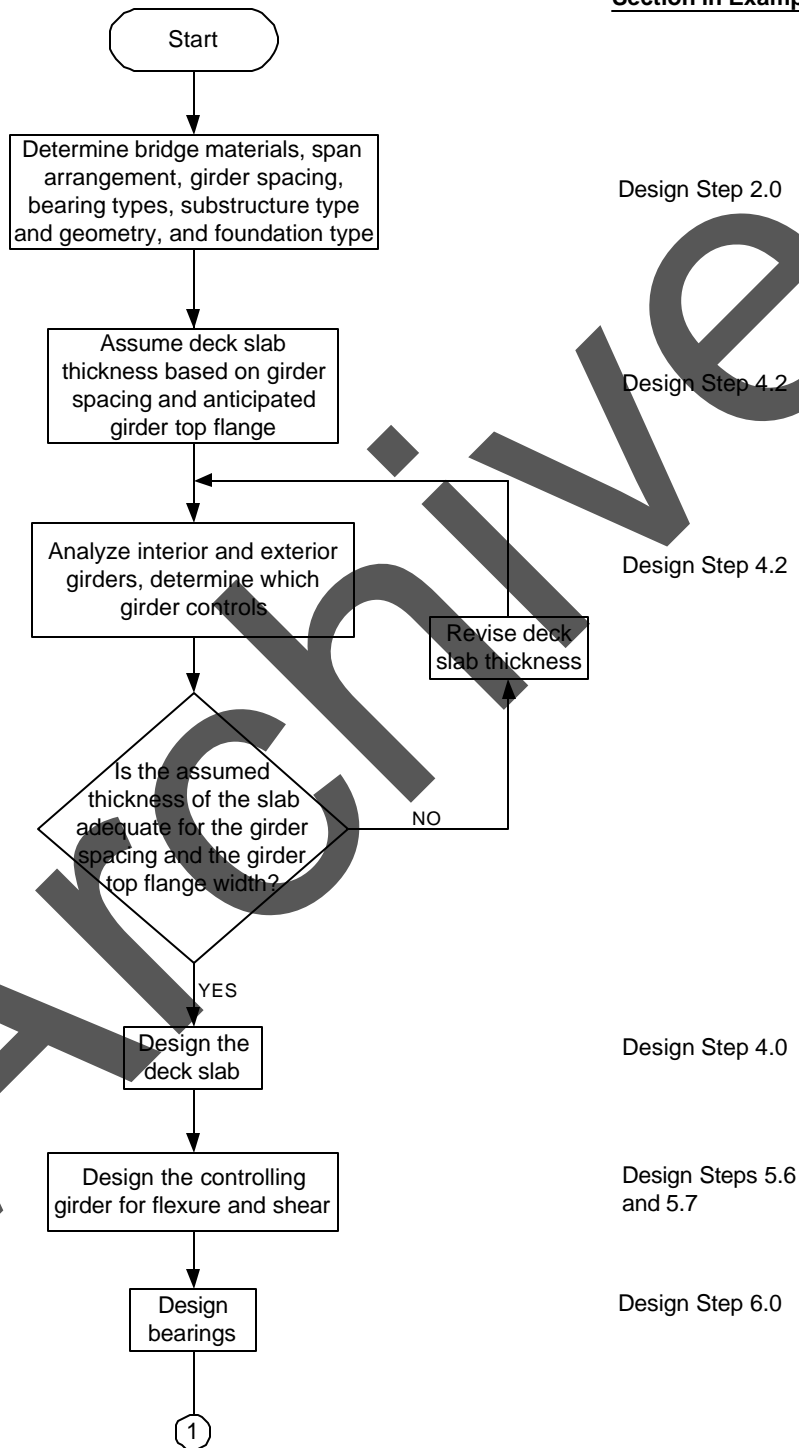 Section in Examp
Start
Determine bridge materials, span
arrangement, girder spacing,
bearing types, substructure type
and geometry, and foundation type
Design Step 2.0
Assume deck slab
thickness based on girder
spacing and anticipated
girder top flange
Design Step 4.2
Analyze interior and exterior
girders, determine which
girder controls
Design Step 4.2
Revise deck
slab thickness
Is the assumed
thickness of the slab
adequate for the girder
spacing and the girder
top flange width?
NO
YES
Design the
deck slab
Design Step 4.0
Design the controlling
girder for flexure and shear
Design Steps 5.6
and 5.7
Design
bearings
Design Step 6.0
1
Archive